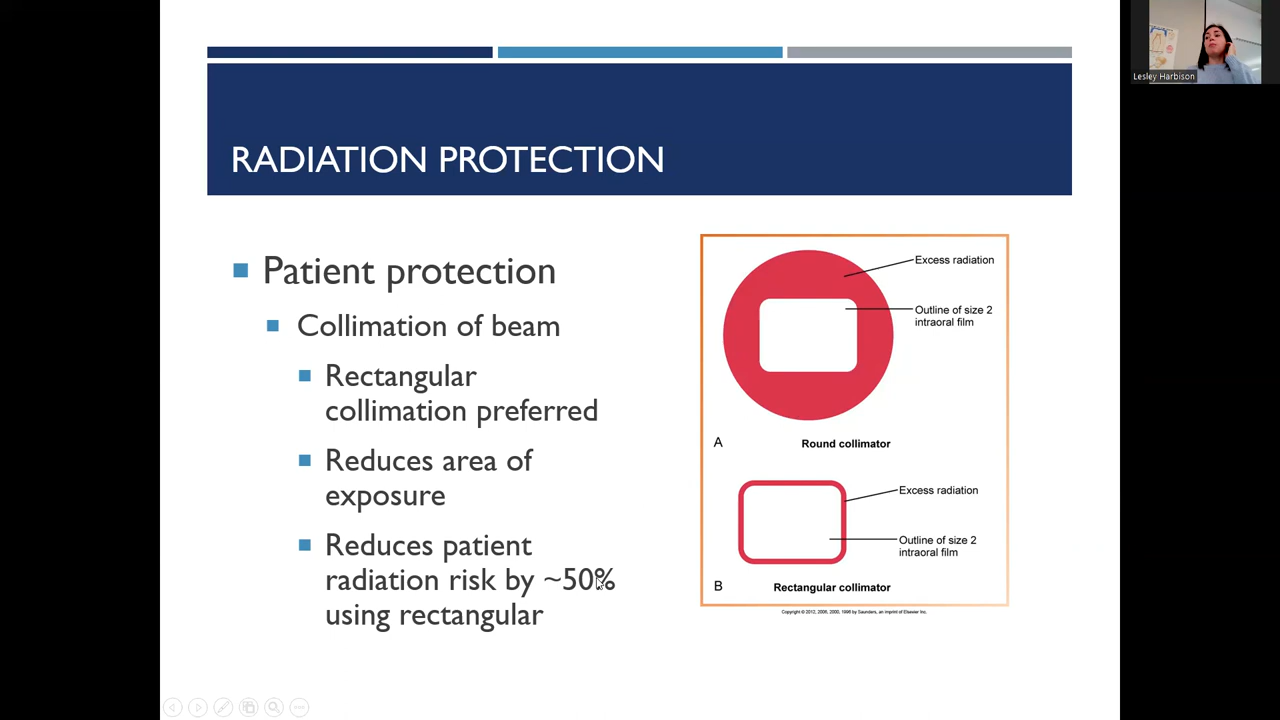 Lesley Harbison
RADIATION PROTECTION
Patient protection
Collimation of beam
Rectangular
collimation preferred
Reduces area of
exposure
Reduces patient
radiation risk by ~50%
using rectangular
Excess radiation
Outline of size 2
intraoral film
A
Round collimator
Excess radiation
Outline of size 2
intraoral film
B
Rectangular collimator
Copyright © 2012, 2006, 2000, 1996 by Saunders, an imprint of Elsevier Inc.